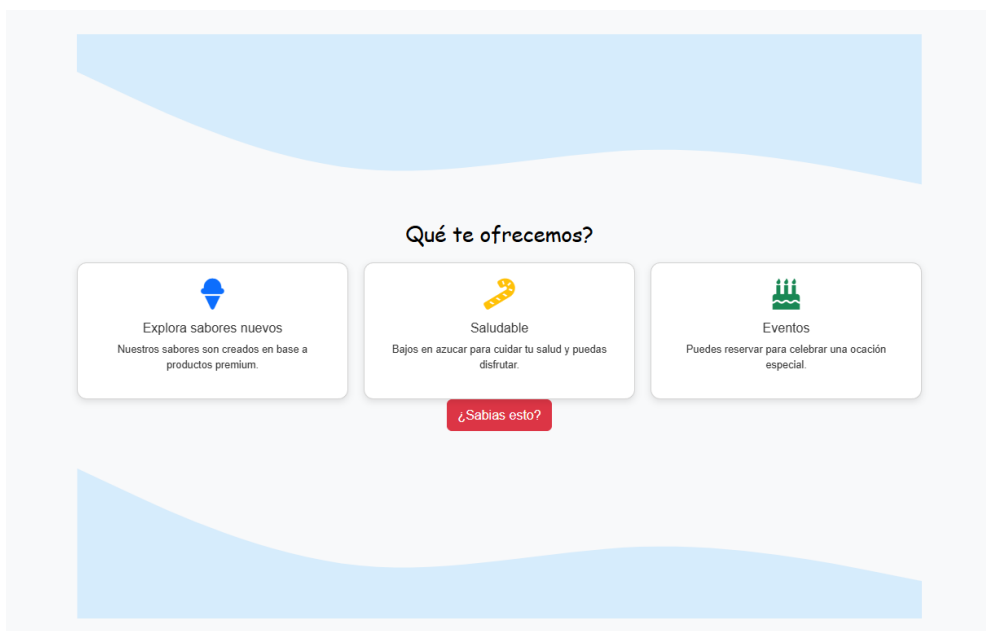 Qué te ofrecemos?
Explora sabores nuevos
Nuestros sabores son creados en base a
productos premium.
Saludable
Bajos en azucar para cuidar tu salud y puedas
disfrutar.
Eventos
Puedes reservar para celebrar una ocación
especial.
¿Sabias esto?